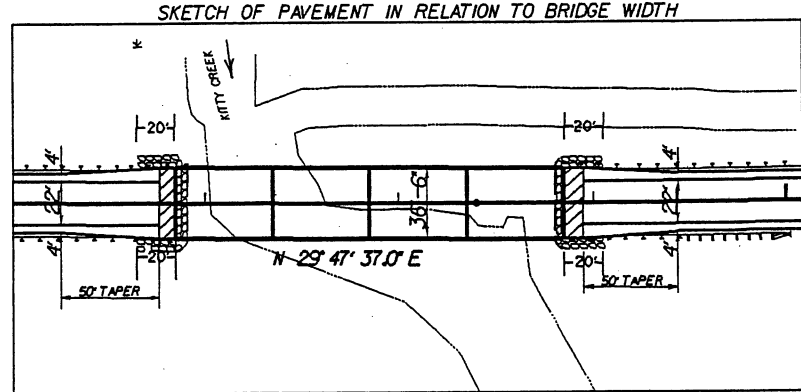 SKETCH OF PAVEMENT IN RELATION TO BRIDGE WIDTH
KITTY CREEK
20'
20'
4'
4'
22'
36'-6"
22'
4'
4'
20'
N 29° 47' 37.0" E
20'
50' TAPER
50' TAPER